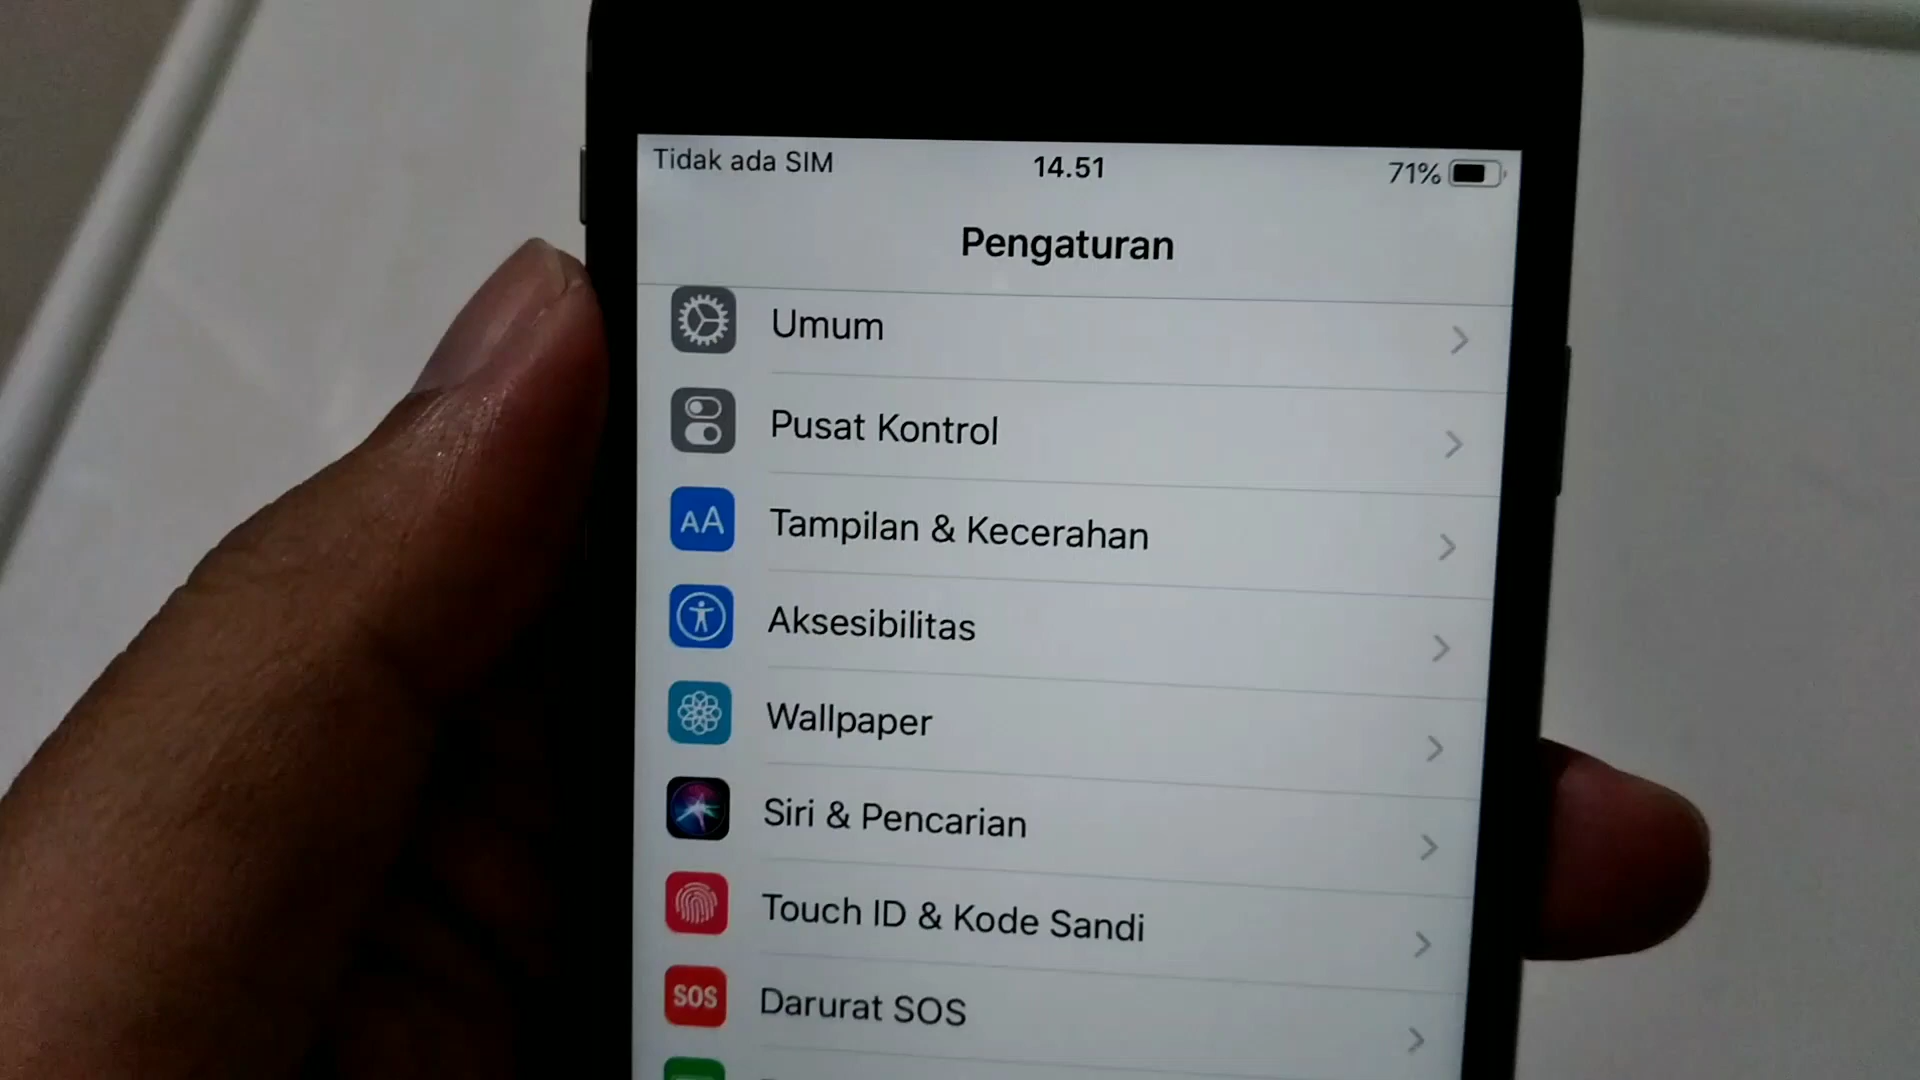 Tidak ada SIM 14.51 71%
Pengaturan
Umum
Pusat Kontrol
AA Tampilan & Kecerahan
Aksesibilitas
Wallpaper
Siri & Pencarian
Touch ID & Kode Sandi
SOS Darurat SOS